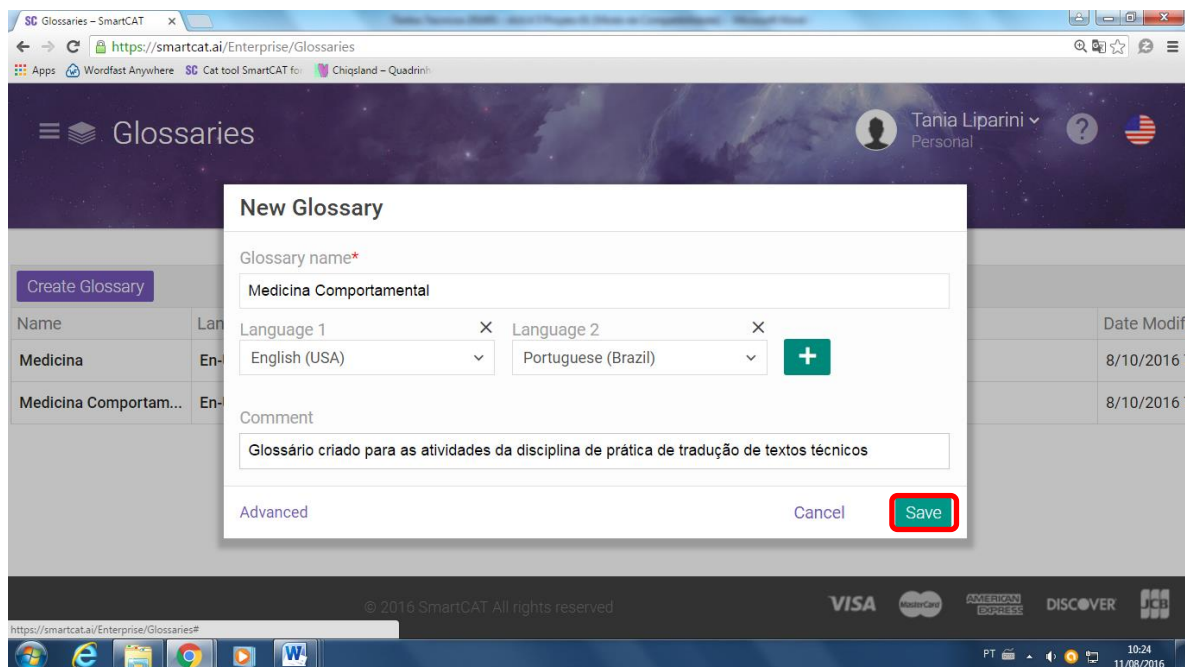 SC Glossaries – SmartCAT ×
https://smartcat.ai/Enterprise/Glossaries
Apps Wordfast Anywhere SC Cat tool SmartCAT for Chiqsland – Quadrinh
Glossaries
Tania Liparini
Personal
?
New Glossary
Glossary name*
Medicina Comportamental
Create Glossary
Name Lan Language 1 × Language 2 × Date Modif
English (USA) Portuguese (Brazil) +
Medicina En- 8/10/2016
Medicina Comportam... En- 8/10/2016
Comment
Glossário criado para as atividades da disciplina de prática de tradução de textos técnicos
Advanced Cancel Save
© 2016 SmartCAT All rights reserved VISA MasterCard AMERICAN EXPRESS DISCOVER JCB
https://smartcat.ai/Enterprise/Glossaries#
PT 10:24
11/08/2016